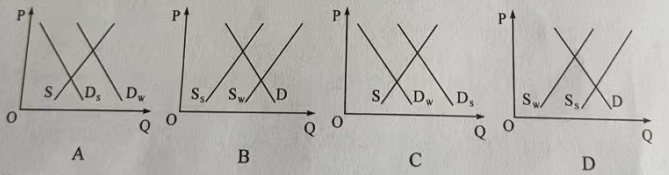 P P P P
S Ds Dw Ss Sw D S Dw Ds Sw Ss D
O Q O Q O Q O Q
A B C D